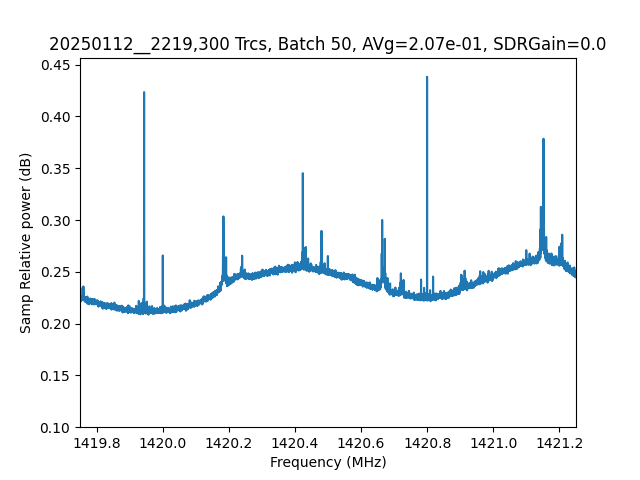 20250112__2219,300 Trcs, Batch 50, AVg=2.07e-01, SDRGain=0.0
0.45
0.40
0.35
0.30
0.25
0.20
0.15
0.10
Samp Relative power (dB)
1419.8 1420.0 1420.2 1420.4 1420.6 1420.8 1421.0 1421.2
Frequency (MHz)